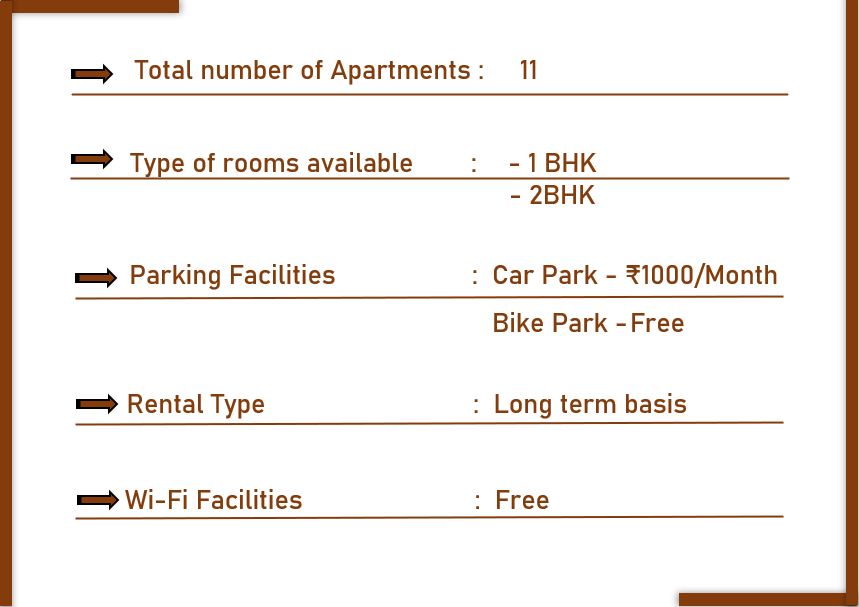 Total number of Apartments : 11
Type of rooms available : - 1 BHK
- 2BHK
Parking Facilities : Car Park - ₹1000/Month
Bike Park - Free
Rental Type : Long term basis
Wi-Fi Facilities : Free